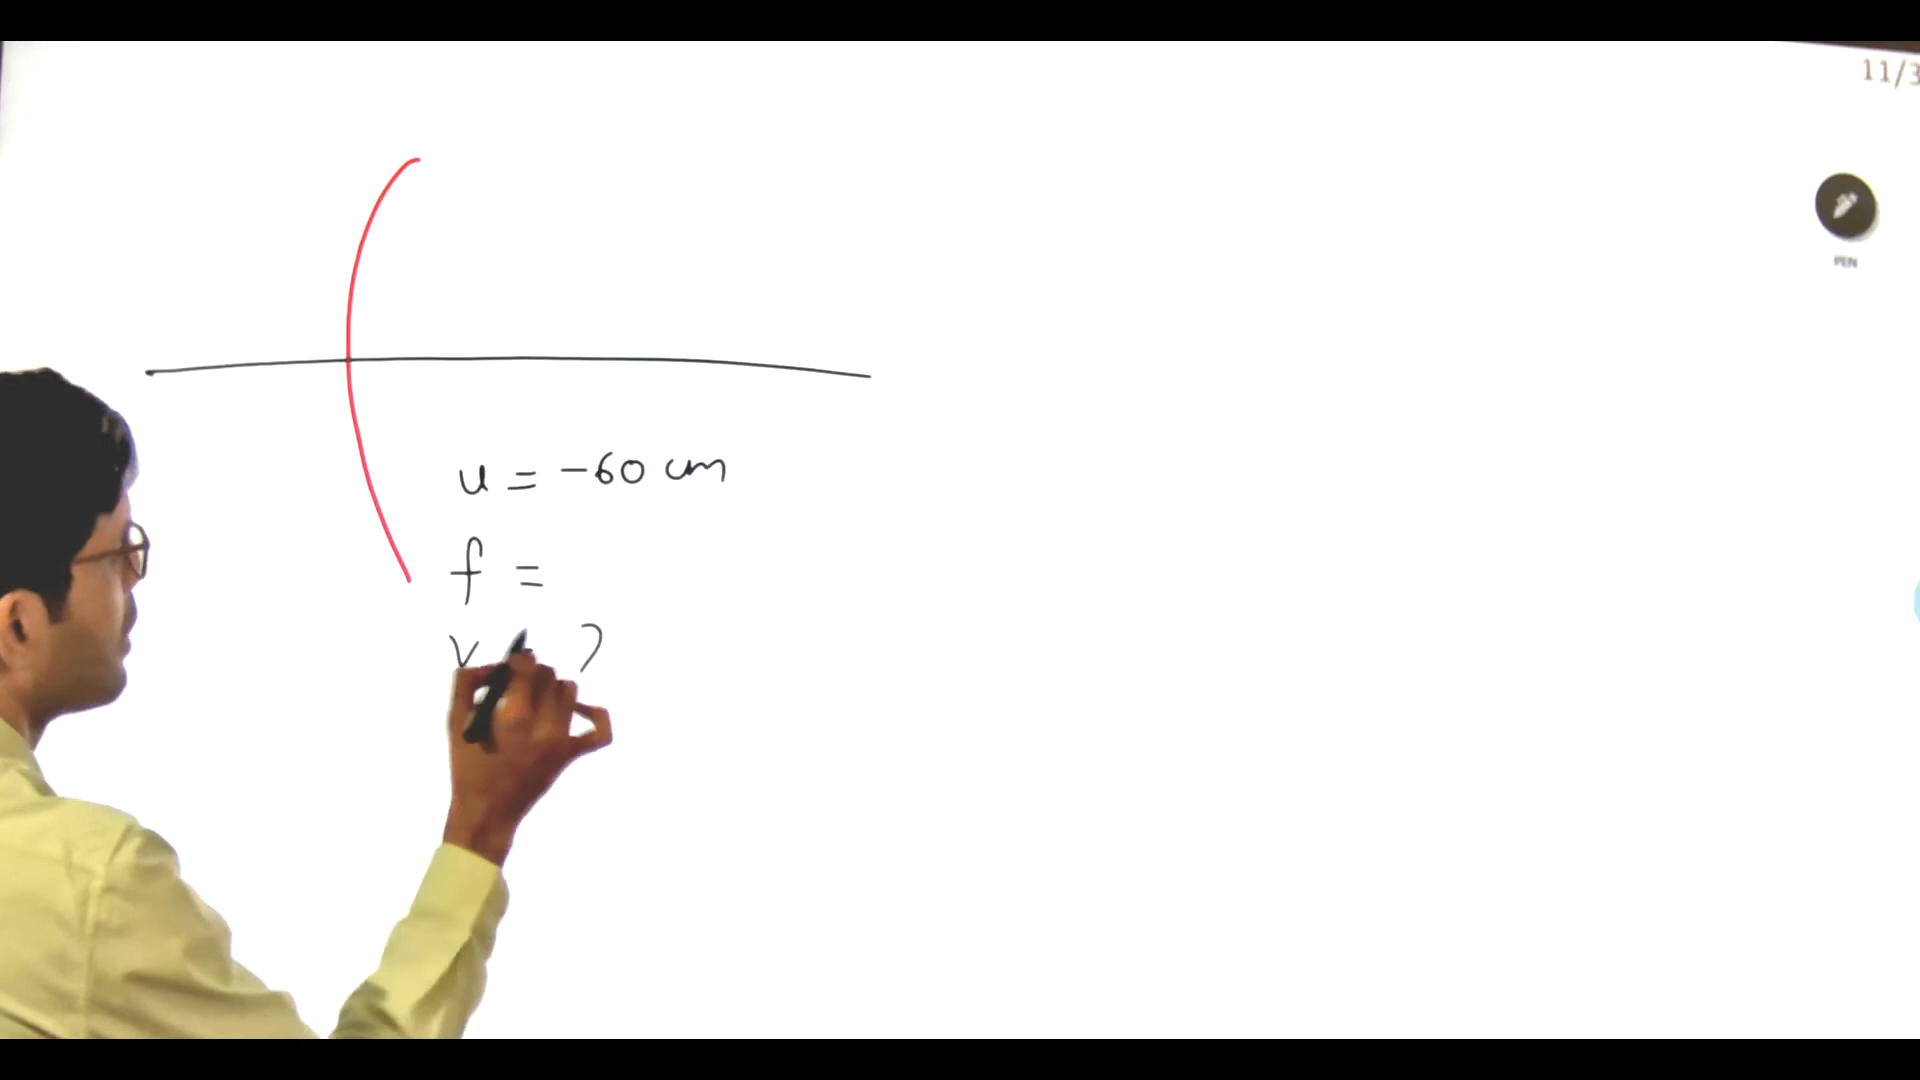 11/3
PEN
u = -60 cm
f =
v = ?